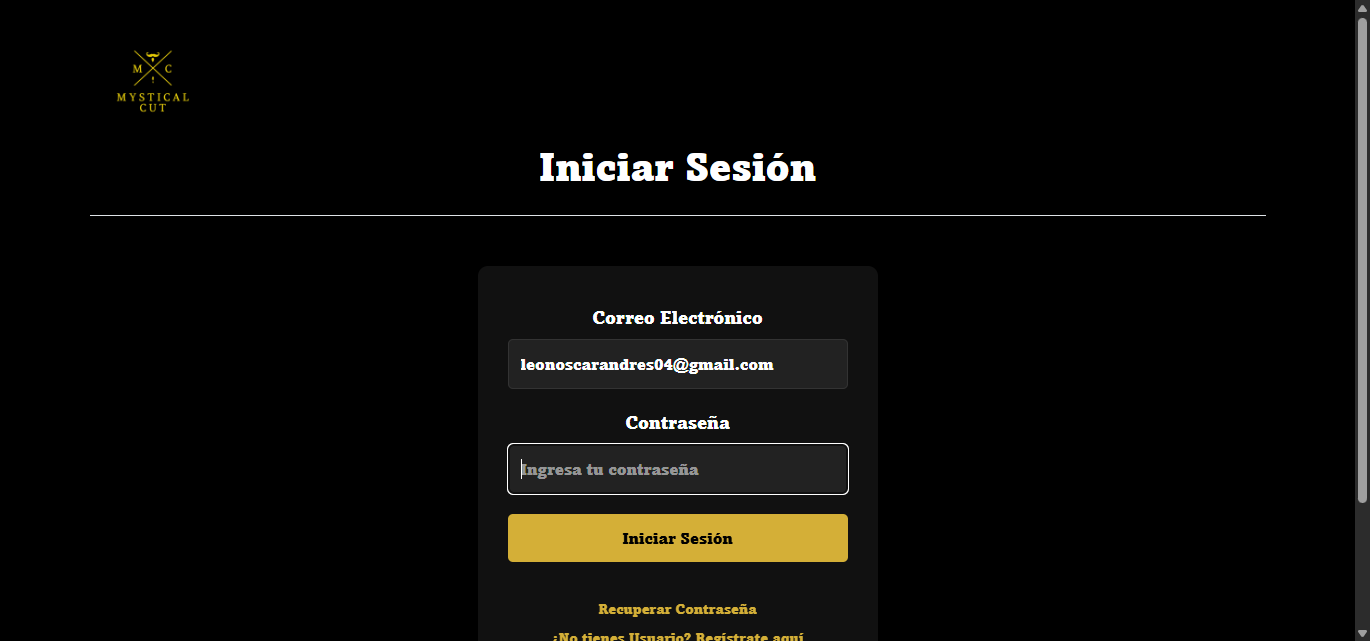 M C
MYSTICAL
CUT
Iniciar Sesión
Correo Electrónico
leonoscarandres04@gmail.com
Contraseña
Ingresa tu contraseña
Iniciar Sesión
Recuperar Contraseña
¿No tienes Usuario? Regístrate aquí